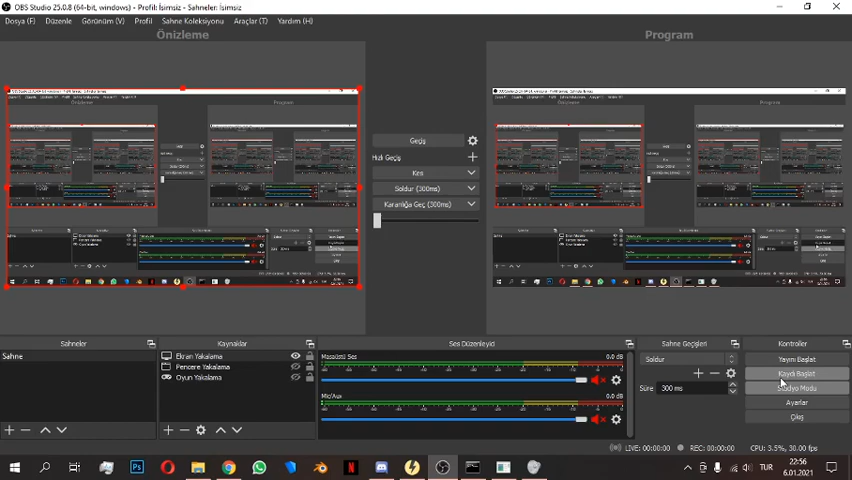 OBS Studio 25.0.8 (64-bit, windows) - Profil: İsimsiz - Sahneler: İsimsiz
Dosya (F) Düzenle Görünüm (V) Profil Sahne Koleksiyonu Araçlar (T) Yardım (H)
Önizleme
Program
Geçiş
Hızlı Geçiş
Kes
Soldur (300ms)
Karanlığa Geç (300ms)
Sahneler
Kaynaklar
Ses Düzenleyici
Sahne Geçişleri
Kontroller
Sahne
Ekran Yakalama
Pencere Yakalama
Oyun Yakalama
Masaüstü Ses 0.0 dB
Mic/Aux 0.0 dB
Soldur
Süre 300 ms
Yayını Başlat
Kaydı Başlat
Stüdyo Modu
Ayarlar
Çıkış
LIVE: 00:00:00 REC: 00:00:00 CPU: 3.5%, 30.00 fps
TUR
22:56
6.01.2021